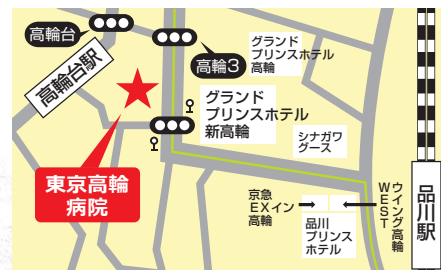 高輪台
高輪3
高輪台駅
グランド
プリンスホテル
高輪
グランド
プリンスホテル
新高輪
シナガワ
グース
東京高輪
病院
京急
EXイン
高輪
品川
プリンス
ホテル
ウイング高輪
WEST
品川駅